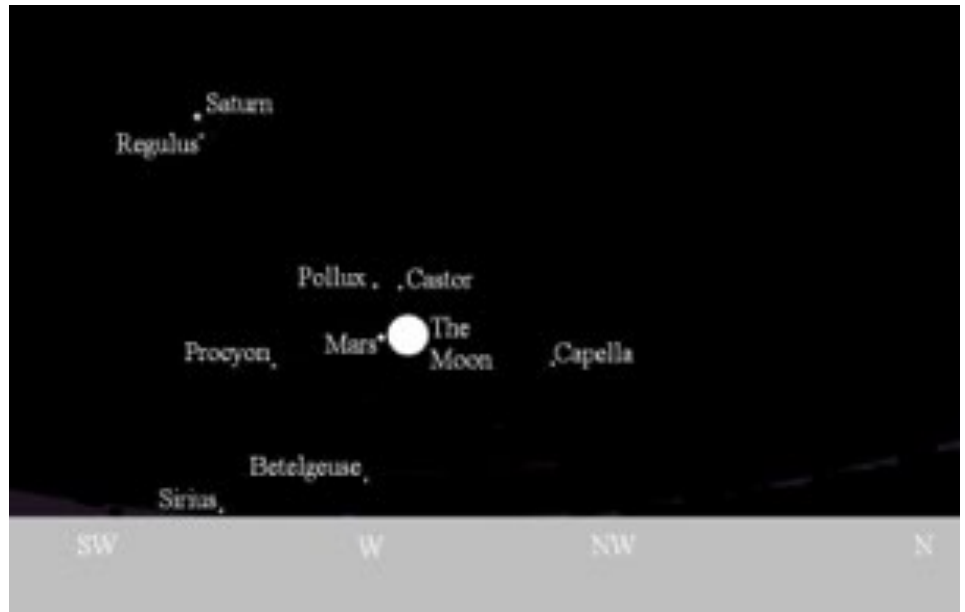 Saturn
Regulus
Pollux
Castor
The
Moon
Mars
Procyon
Capella
Betelgeuse
Sirius
SW
W
NW
N